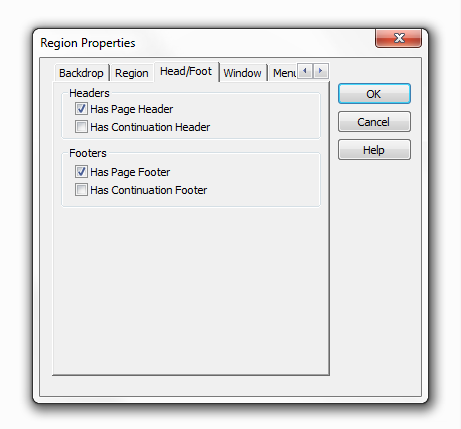 Region Properties
Backdrop Region Head/Foot Window Menu
Headers
Has Page Header
Has Continuation Header
Footers
Has Page Footer
Has Continuation Footer
OK
Cancel
Help